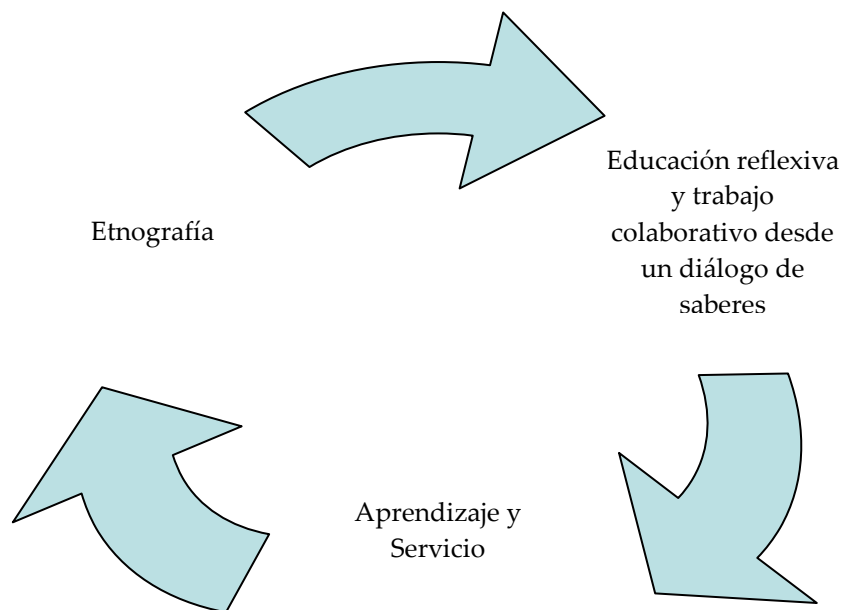 Etnografía
Educación reflexiva
y trabajo
colaborativo desde
un diálogo de
saberes
Aprendizaje y
Servicio